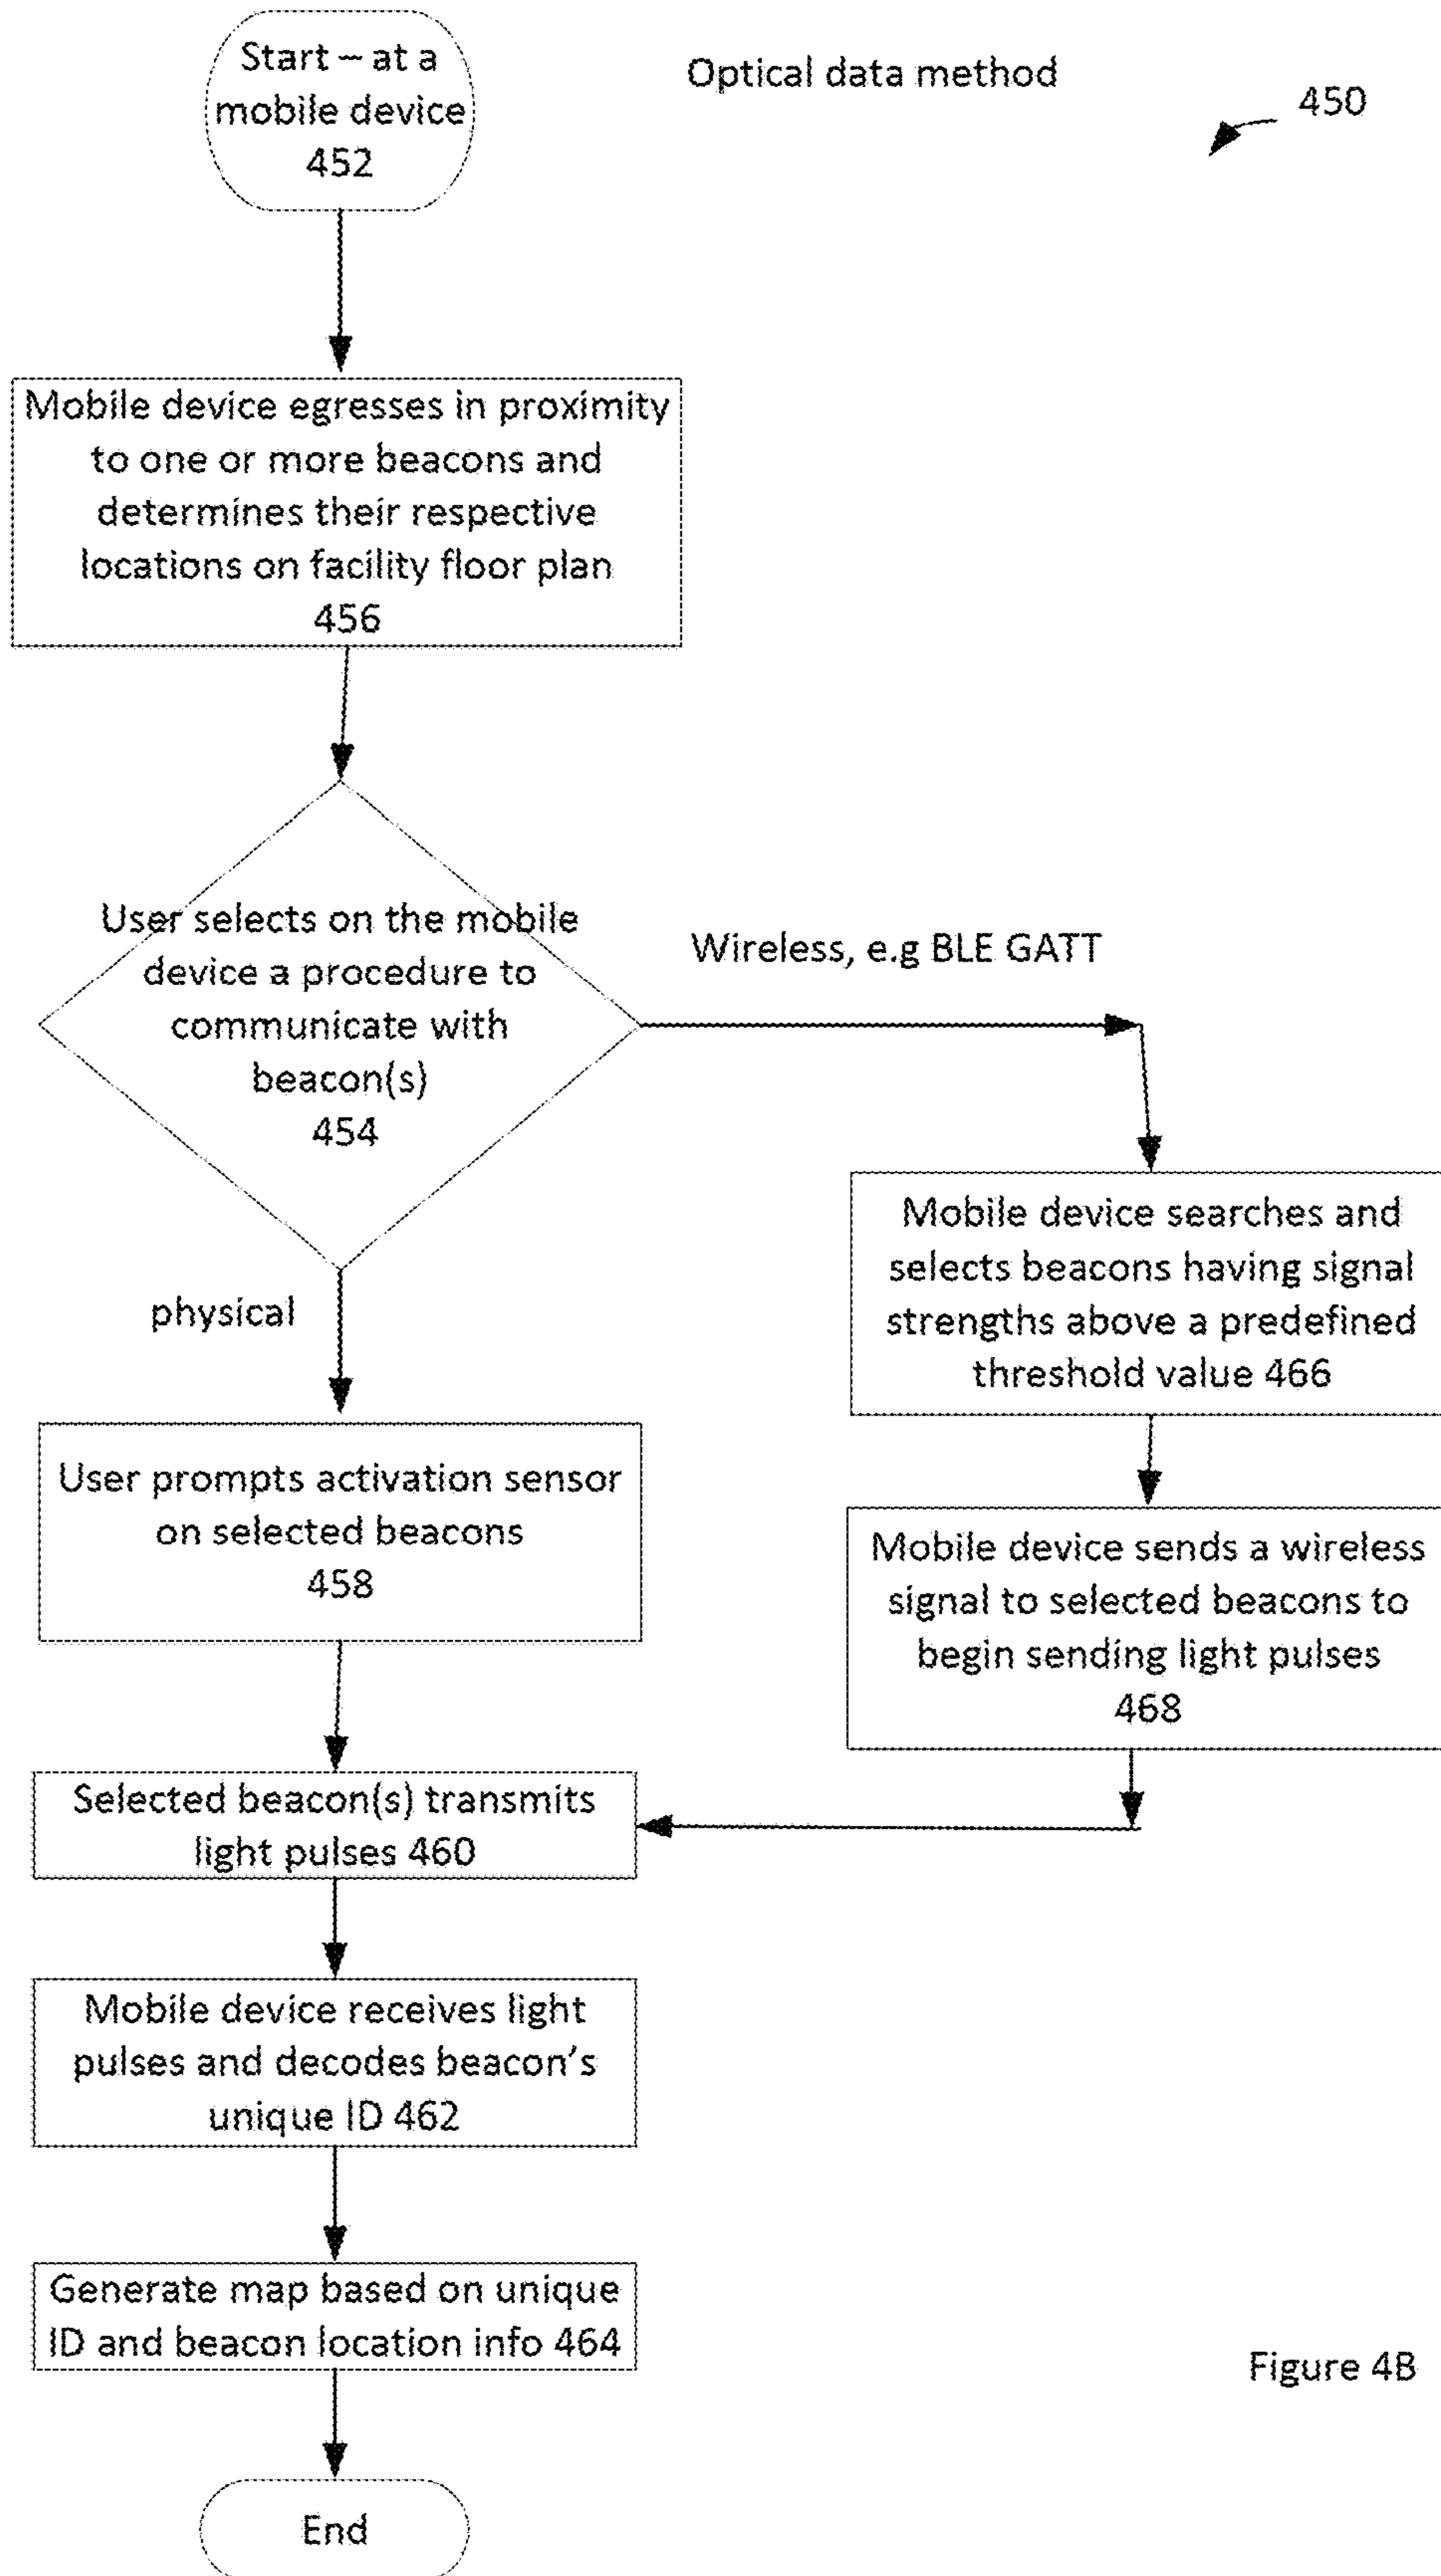 Start – at a
mobile device
452
Optical data method
450
Mobile device egresses in proximity
to one or more beacons and
determines their respective
locations on facility floor plan
456
User selects on the mobile
device a procedure to
communicate with
beacon(s)
454
Wireless, e.g BLE GATT
physical
Mobile device searches and
selects beacons having signal
strengths above a predefined
threshold value 466
User prompts activation sensor
on selected beacons
458
Mobile device sends a wireless
signal to selected beacons to
begin sending light pulses
468
Selected beacon(s) transmits
light pulses 460
Mobile device receives light
pulses and decodes beacon's
unique ID 462
Generate map based on unique
ID and beacon location info 464
Figure 4B
End